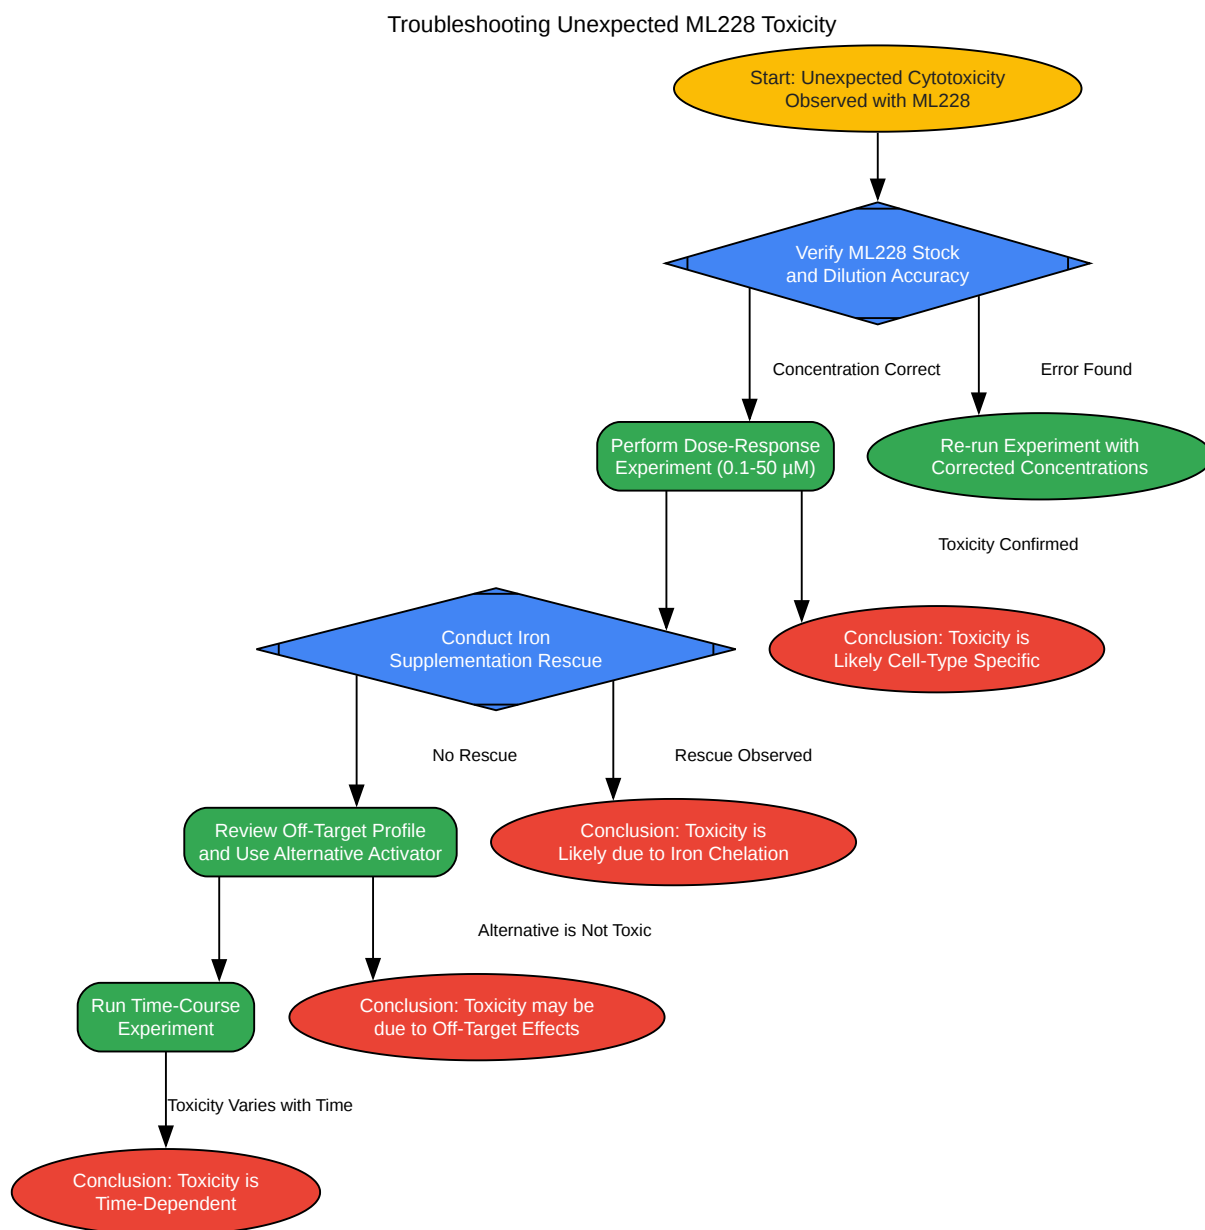 Troubleshooting Unexpected ML228 Toxicity
Start: Unexpected Cytotoxicity
Observed with ML228
Verify ML228 Stock
and Dilution Accuracy
Concentration Correct
Error Found
Perform Dose-Response
Experiment (0.1-50 µM)
Re-run Experiment with
Corrected Concentrations
Toxicity Confirmed
Conduct Iron
Supplementation Rescue
Conclusion: Toxicity is
Likely Cell-Type Specific
No Rescue
Rescue Observed
Review Off-Target Profile
and Use Alternative Activator
Conclusion: Toxicity is
Likely due to Iron Chelation
Alternative is Not Toxic
Run Time-Course
Experiment
Conclusion: Toxicity may be
due to Off-Target Effects
Toxicity Varies with Time
Conclusion: Toxicity is
Time-Dependent